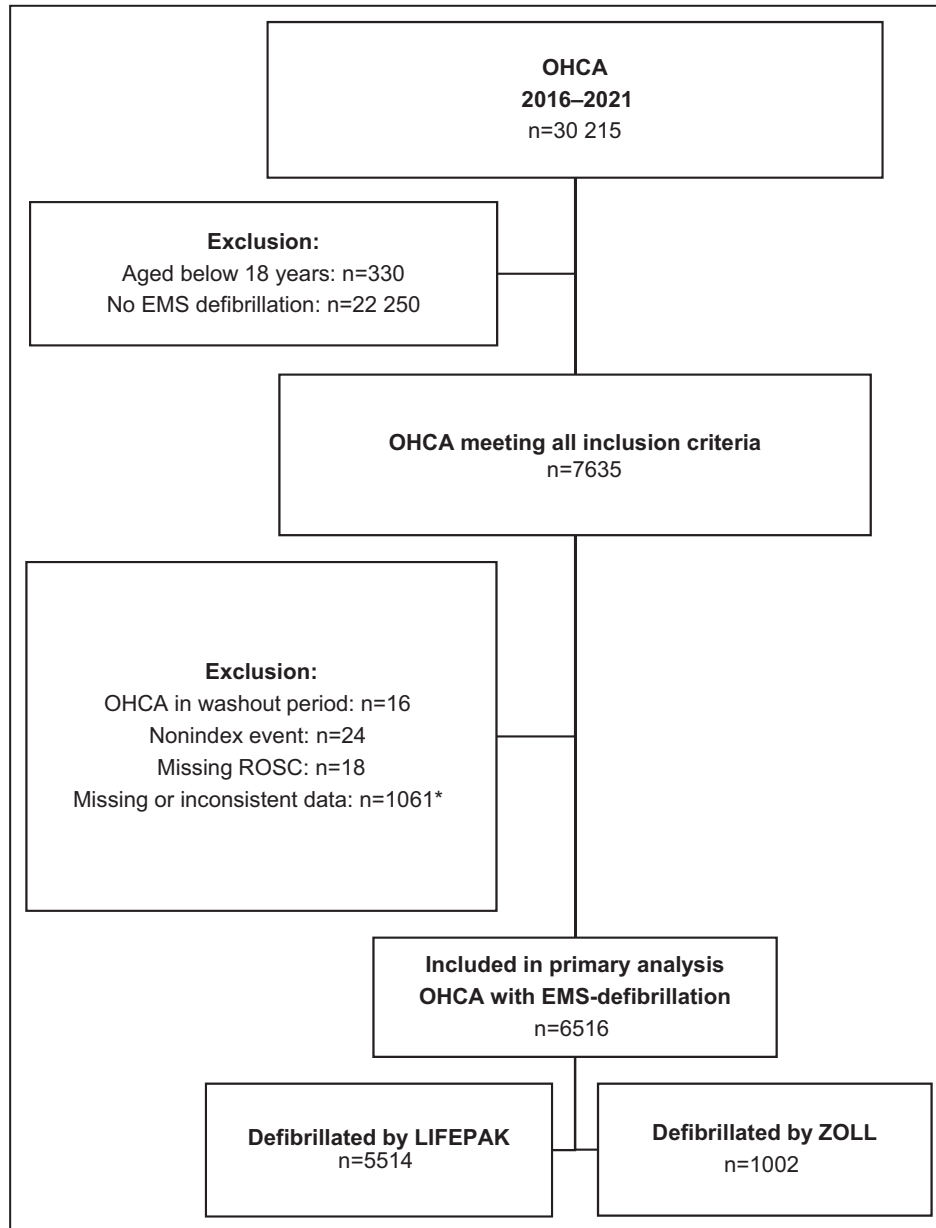 OHCA
2016–2021
n=30 215
Exclusion:
Aged below 18 years: n=330
No EMS defibrillation: n=22 250
OHCA meeting all inclusion criteria
n=7635
Exclusion:
OHCA in washout period: n=16
Nonindex event: n=24
Missing ROSC: n=18
Missing or inconsistent data: n=1061*
Included in primary analysis
OHCA with EMS-defibrillation
n=6516
Defibrillated by LIFEPAK
n=5514
Defibrillated by ZOLL
n=1002